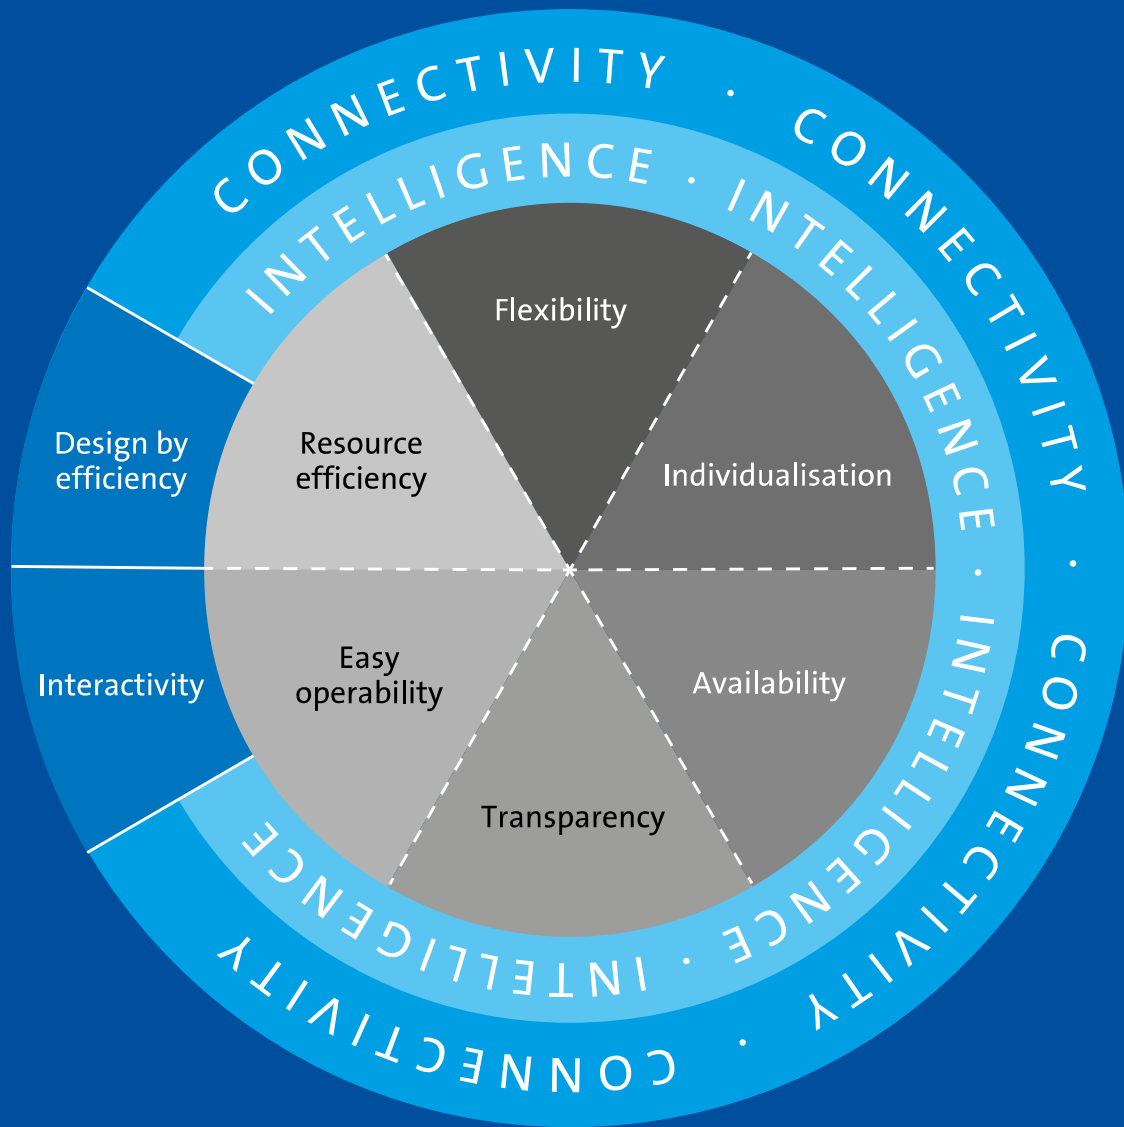 CONNECTIVITY · CONNECTIVITY · CONNECTIVITY · CONNECTIVITY
INTELLIGENCE · INTELLIGENCE · INTELLIGENCE · INTELLIGENCE
Flexibility
Design by
efficiency
Resource
efficiency
Individualisation
Interactivity
Easy
operability
Availability
Transparency